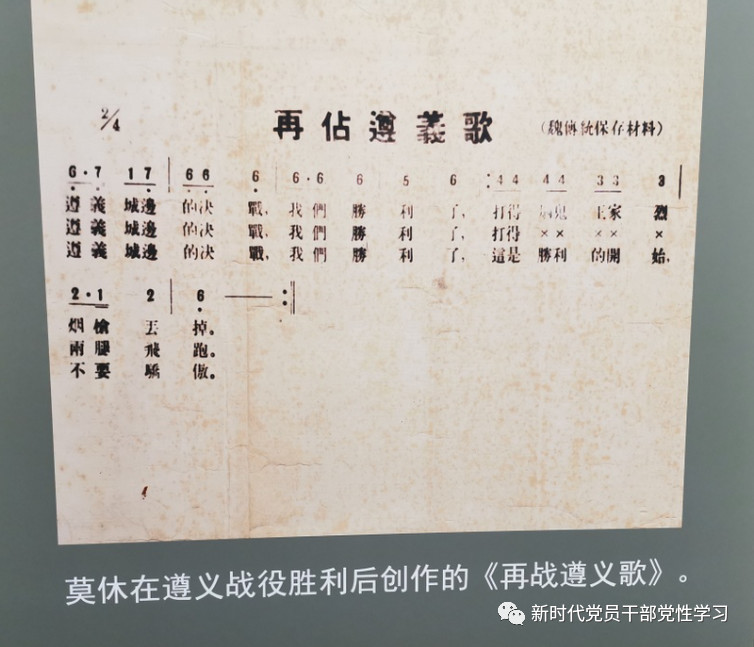 2/4 再佔遵義歌 (魏傳統保存材料)
6·7 17 | 66 6 | 6·6 6 | 5 6 | 44 44 | 33 3 |
遵義 城邊 的决 戰, 我們 勝 利 了, 打得 鬼 王家 烈
遵義 城邊 的决 戰, 我們 勝 利 了, 打得 ×× ×× ×
遵義 城邊 的决 戰, 我們 勝 利 了, 這是 勝利 的開 始,
2·1 2 | 6 — :||
烟槍 丢 掉。
兩腿 飛 跑。
不要 驕 傲。
莫休在遵义战役胜利后创作的《再战遵义歌》。
新时代党员干部党性学习